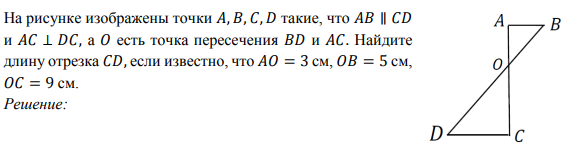 На рисунке изображены точки A, B, C, D такие, что AB ∥ CD
и AC ⊥ DC, а O есть точка пересечения BD и AC. Найдите
длину отрезка CD, если известно, что AO = 3 см, OB = 5 см,
OC = 9 см.
Решение:
A
B
O
D
C